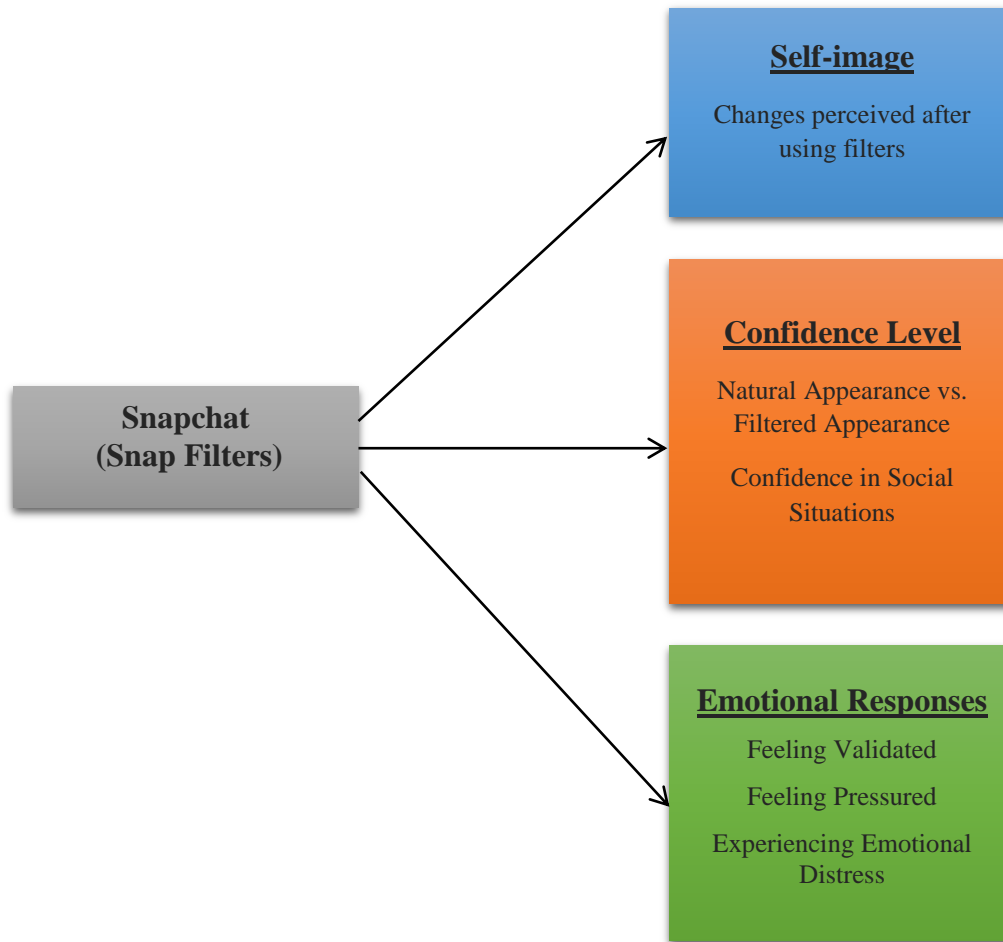 Self-image
Changes perceived after
using filters
Confidence Level
Natural Appearance vs.
Filtered Appearance
Confidence in Social
Situations
Snapchat
(Snap Filters)
Emotional Responses
Feeling Validated
Feeling Pressured
Experiencing Emotional
Distress